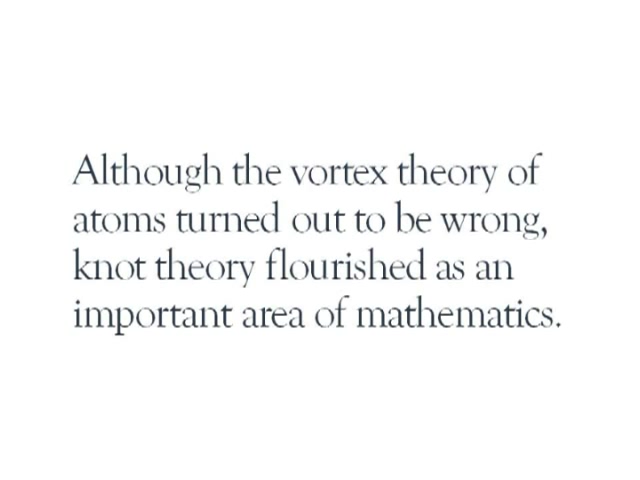 Although the vortex theory of
atoms turned out to be wrong,
knot theory flourished as an
important area of mathematics.